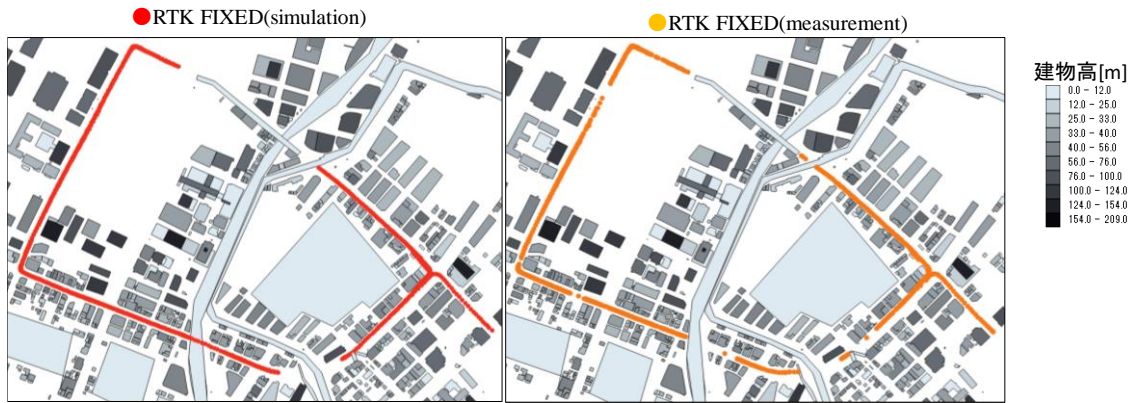 RTK FIXED(simulation)
RTK FIXED(measurement)
建物高[m]
0.0 - 12.0
12.0 - 25.0
25.0 - 33.0
33.0 - 40.0
40.0 - 56.0
56.0 - 76.0
76.0 - 100.0
100.0 - 124.0
124.0 - 154.0
154.0 - 209.0